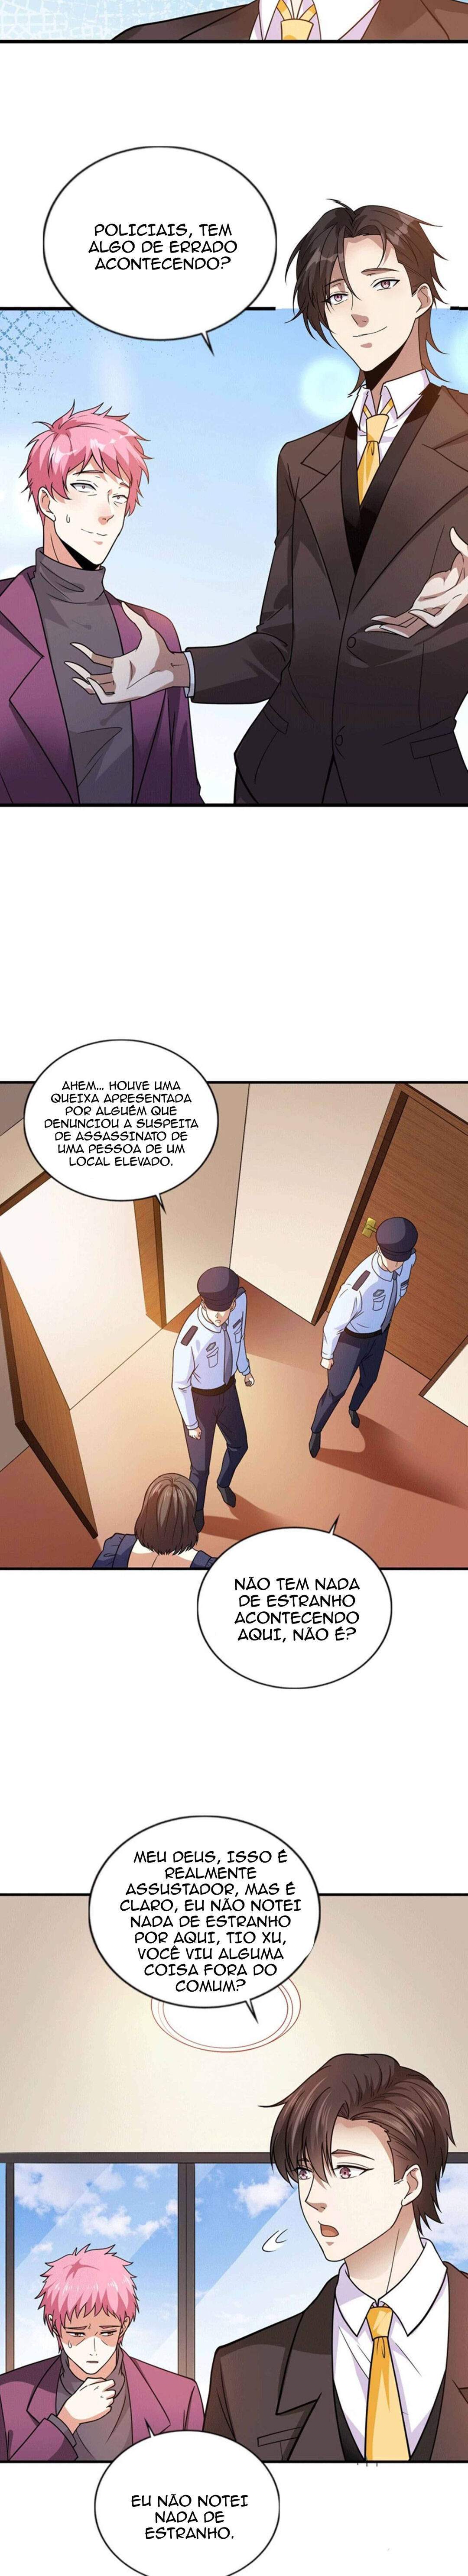 POLICIAIS, TEM
ALGO DE ERRADO
ACONTECENDO?
AHEM... HOUVE UMA
QUEIXA APRESENTADA
POR ALGUÉM QUE
DENUNCIOU A SUSPEITA
DE ASSASSINATO DE
UMA PESSOA DE UM
LOCAL ELEVADO.
NÃO TEM NADA
DE ESTRANHO
ACONTECENDO
AQUI, NÃO É?
MEU DEUS, ISSO É
REALMENTE
ASSUSTADOR, MAS É
CLARO, EU NÃO NOTEI
NADA DE ESTRANHO
POR AQUI, TIO XU,
VOCÊ VIU ALGUMA
COISA FORA DO
COMUM?
EU NÃO NOTEI
NADA DE
ESTRANHO.